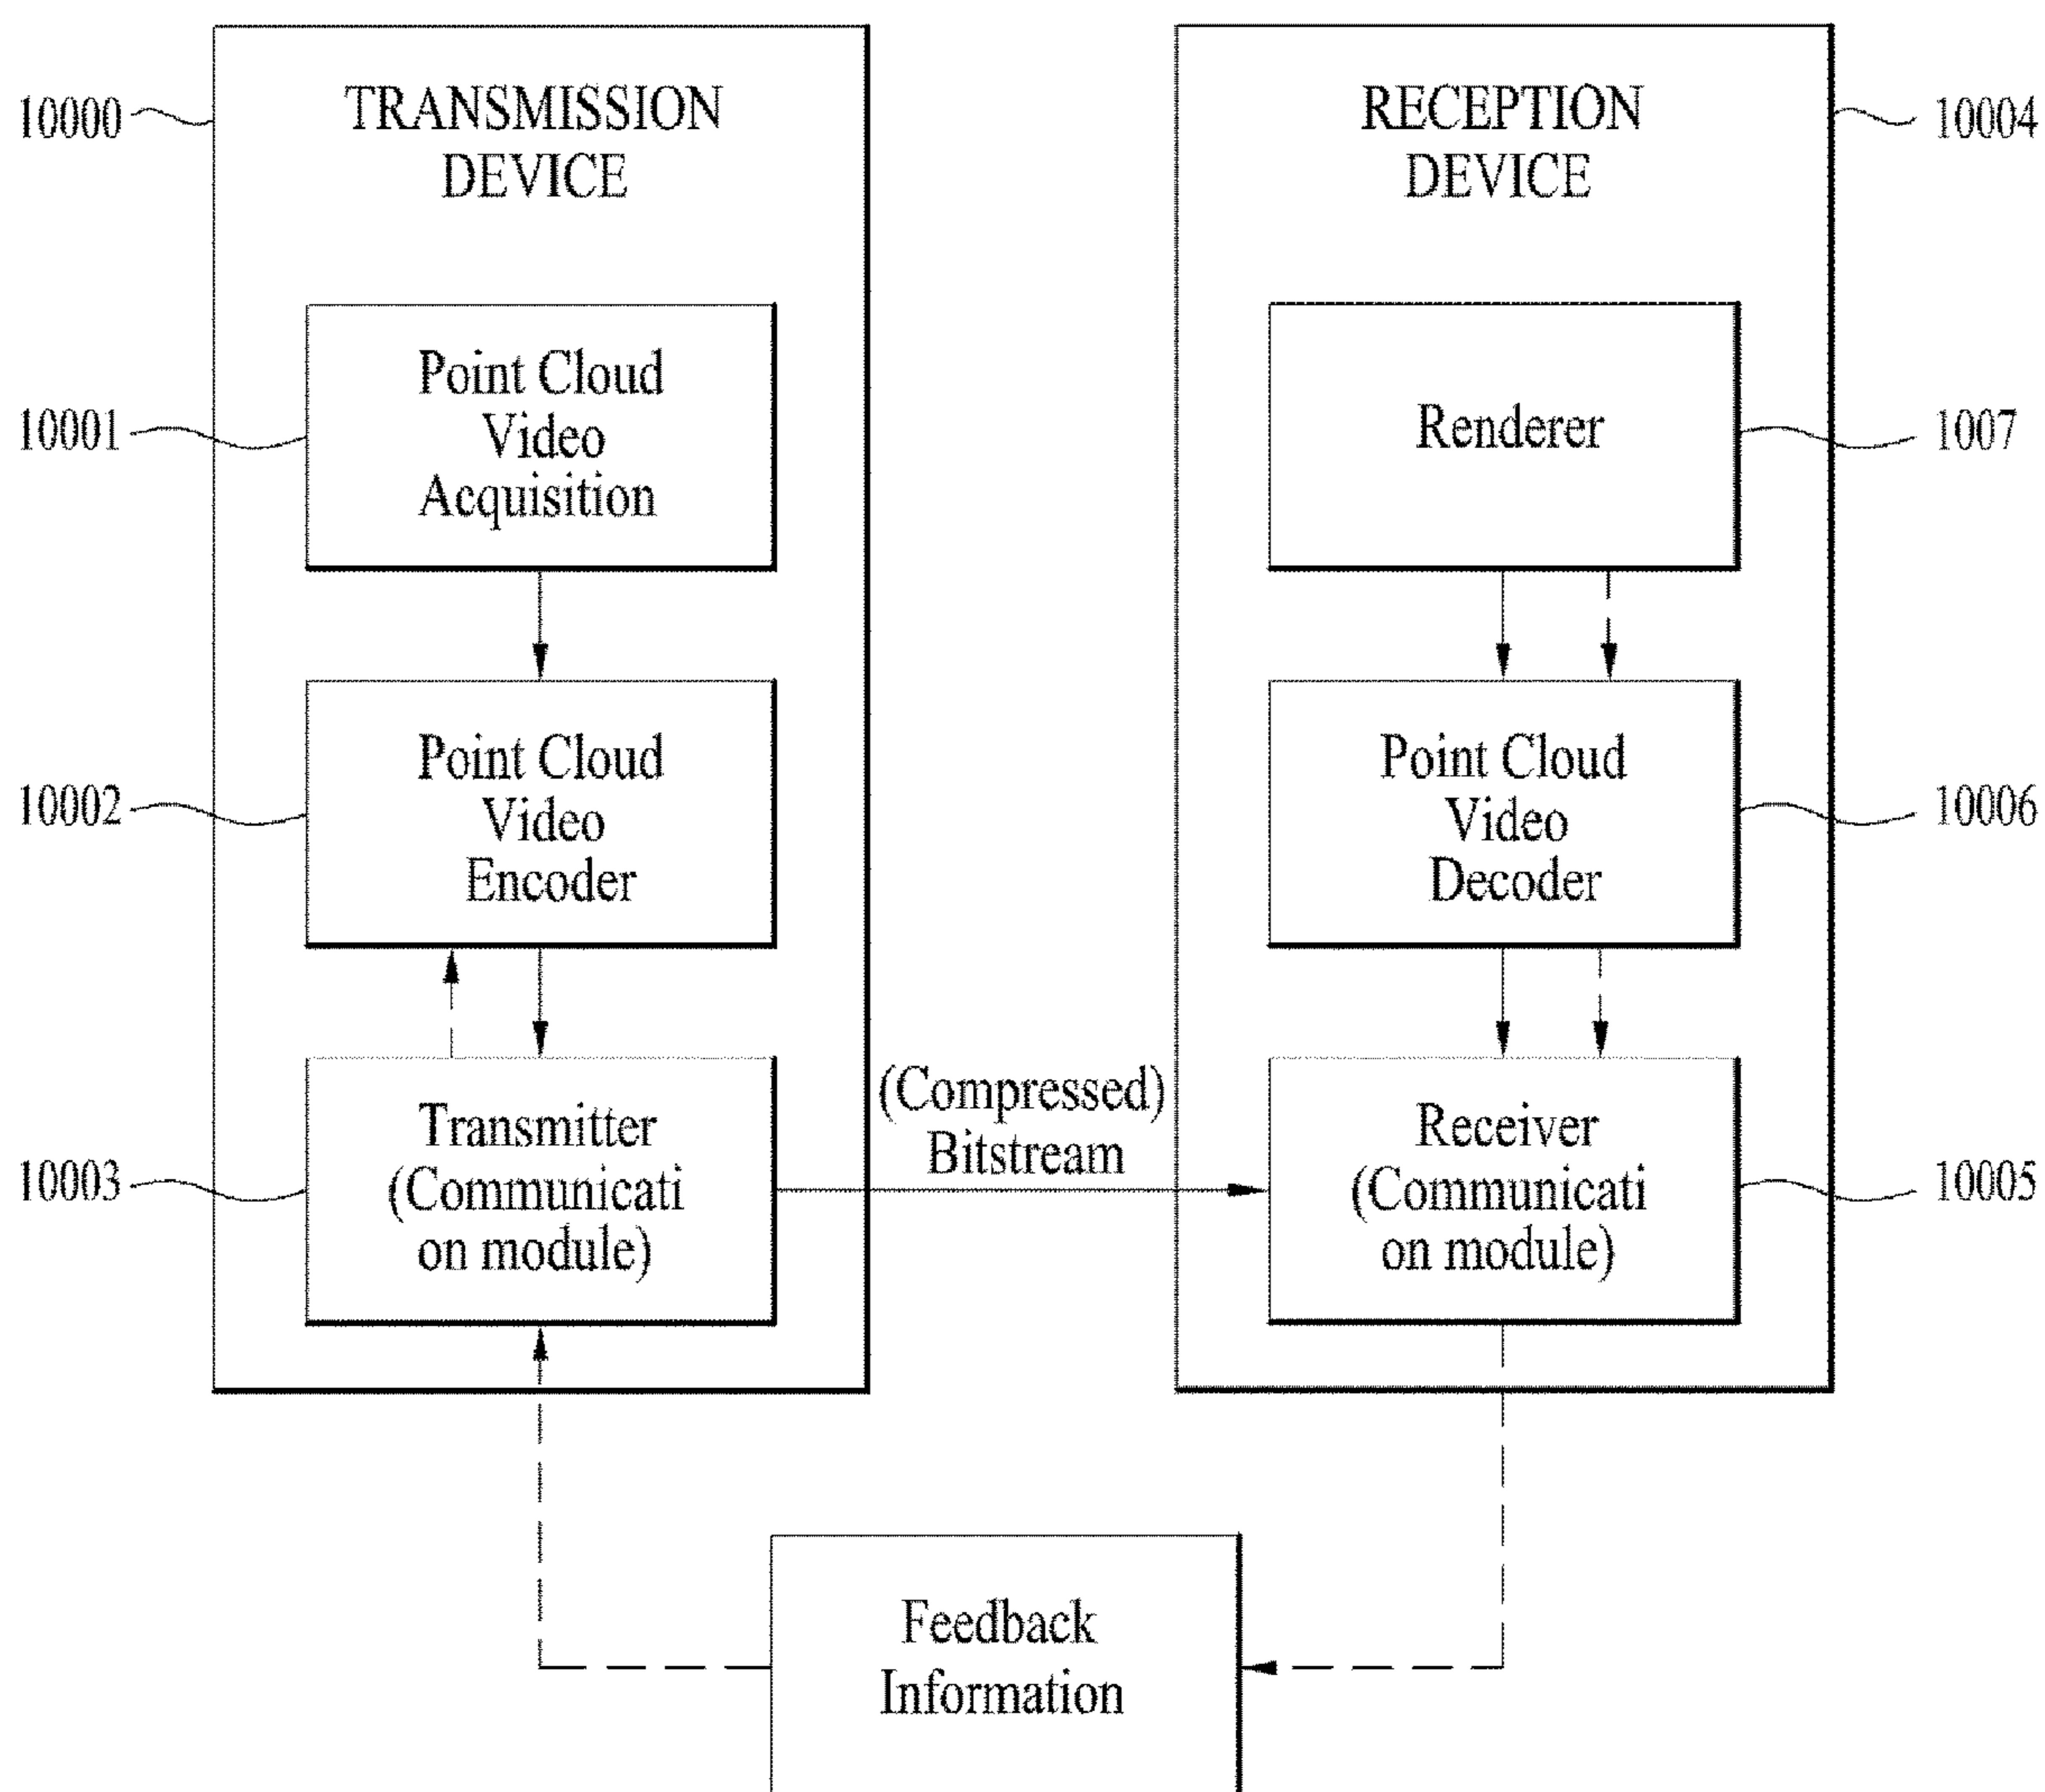 10000
TRANSMISSION
DEVICE
10001
Point Cloud
Video
Acquisition
10002
Point Cloud
Video
Encoder
10003
Transmitter
(Communicati
on module)
(Compressed)
Bitstream
RECEPTION
DEVICE
10004
Renderer
1007
Point Cloud
Video
Decoder
10006
Receiver
(Communicati
on module)
10005
Feedback
Information